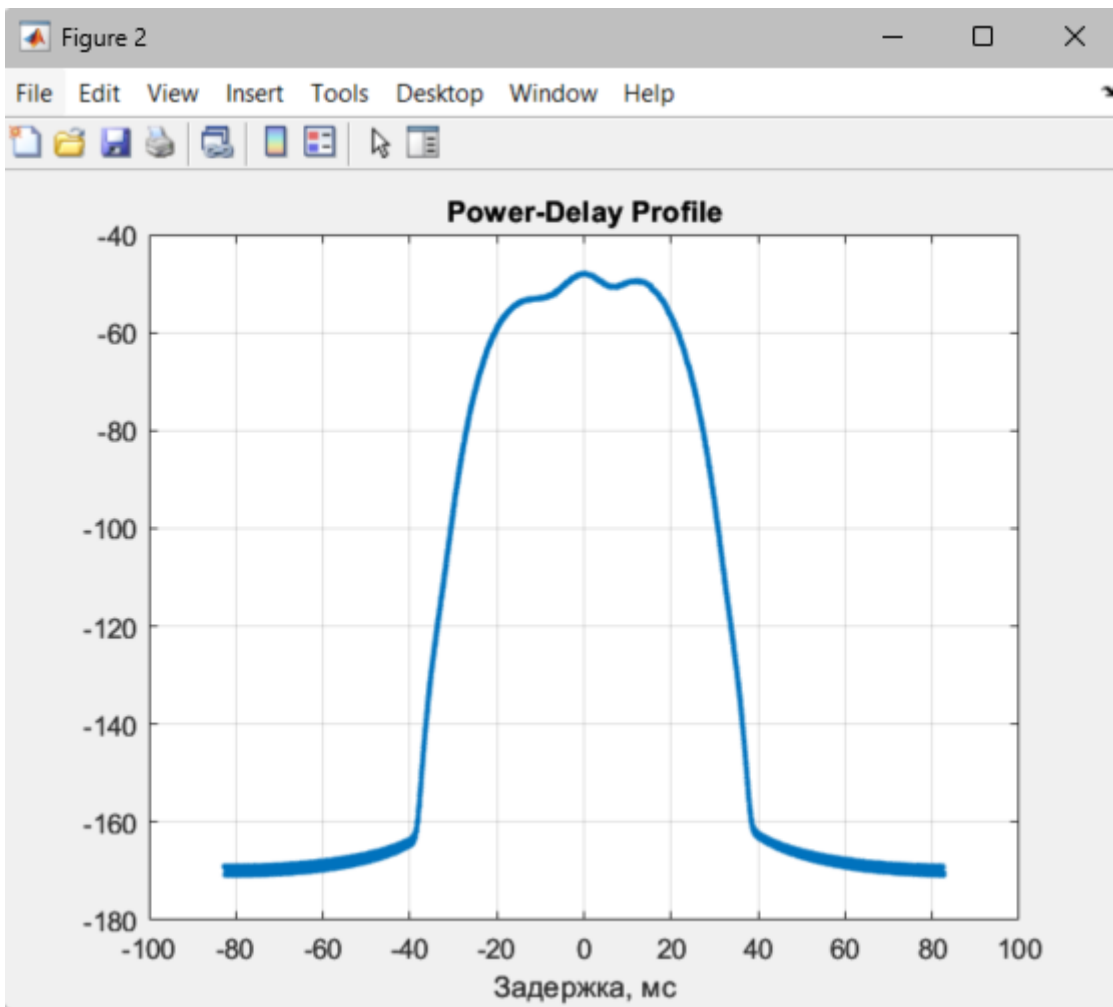 Figure 2
File Edit View Insert Tools Desktop Window Help
Power-Delay Profile
-40
-60
-80
-100
-120
-140
-160
-180
-100 -80 -60 -40 -20 0 20 40 60 80 100
Задержка, мс